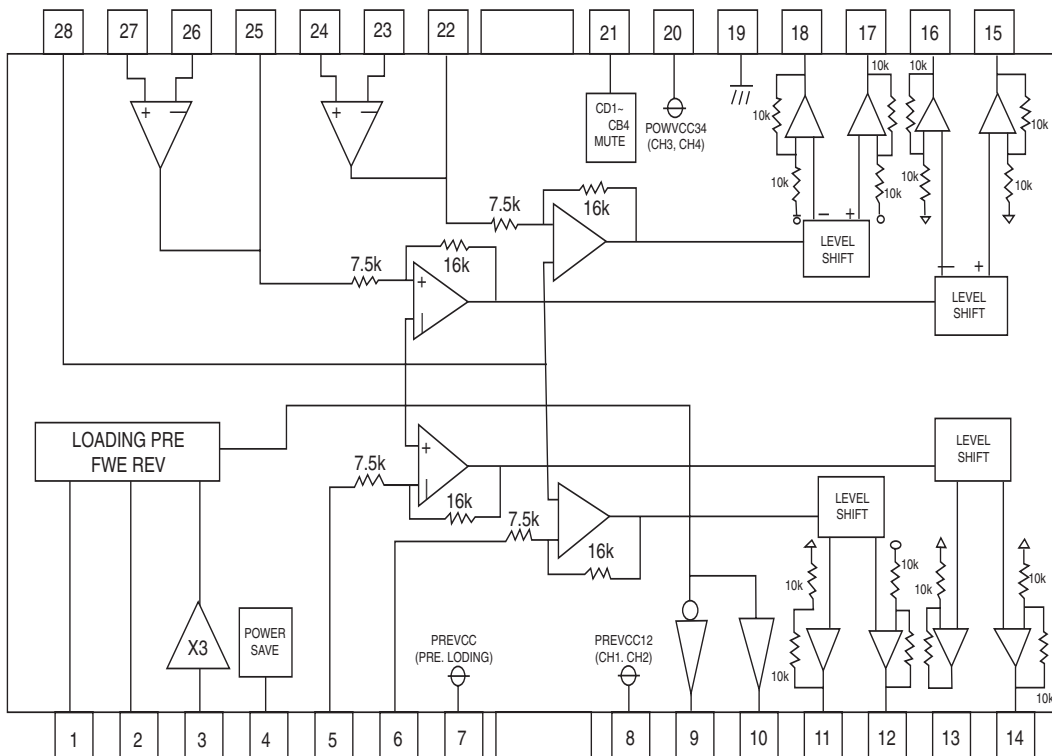 28 27 26 25 24 23 22 21 20 19 18 17 16 15
+ −
+ −
CD1~
CB4
MUTE
POWVCC34
(CH3, CH4)
10k 10k 10k 10k
10k 10k 10k 10k
7.5k
16k
− +
LEVEL
SHIFT
7.5k
16k
+
−
− +
LEVEL
SHIFT
LOADING PRE
FWE REV
+
−
7.5k
16k
LEVEL
SHIFT
7.5k
16k
LEVEL
SHIFT
10k 10k 10k 10k
X3
POWER
SAVE
PREVCC
(PRE. LODING)
PREVCC12
(CH1. CH2)
10k 10k 10k 10k
1 2 3 4 5 6 7 8 9 10 11 12 13 14